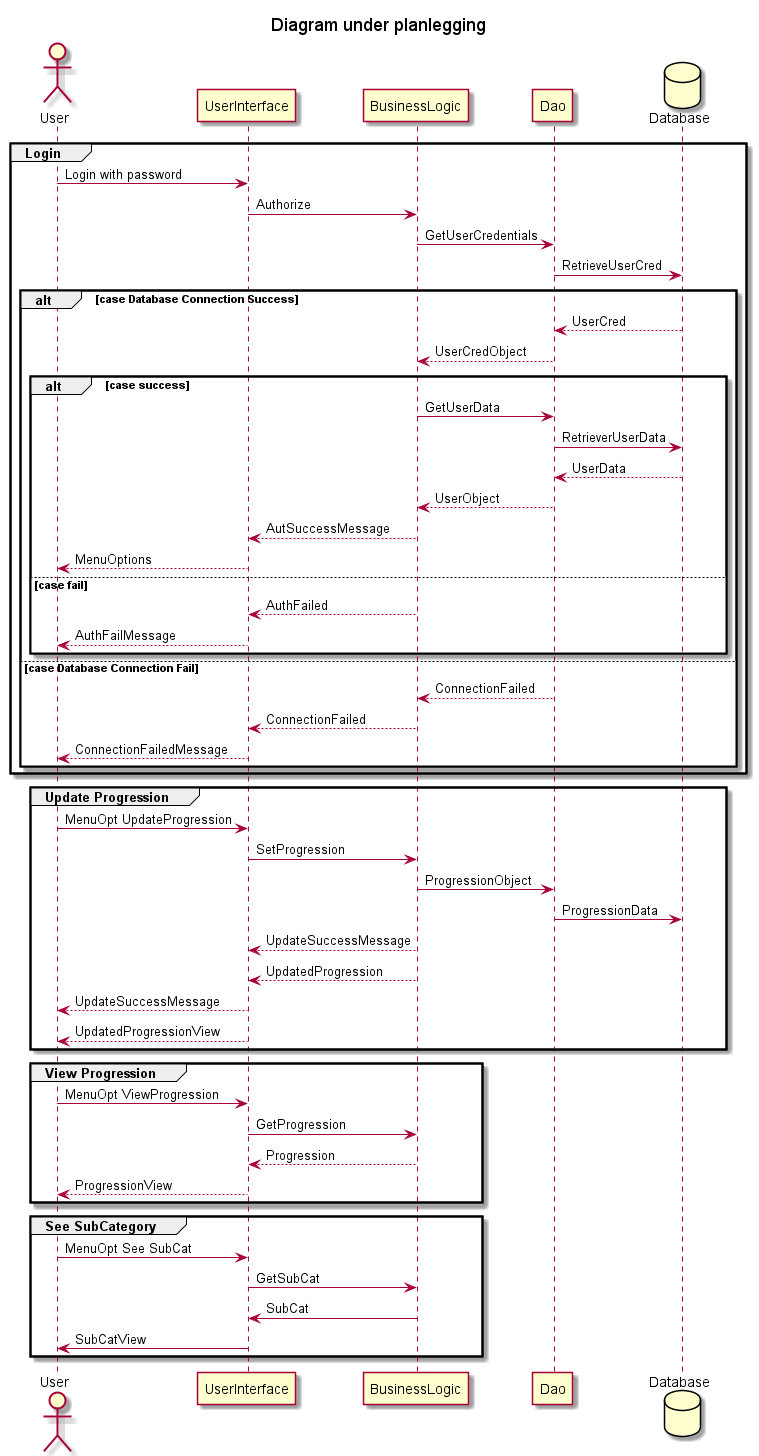 Diagram under planlegging
User
UserInterface
BusinessLogic
Dao
Database
Login
Login with password
Authorize
GetUserCredentials
RetrieveUserCred
alt [case Database Connection Success]
UserCred
UserCredObject
alt [case success]
GetUserData
RetrieverUserData
UserData
UserObject
AutSuccessMessage
MenuOptions
[case fail]
AuthFailed
AuthFailMessage
[case Database Connection Fail]
ConnectionFailed
ConnectionFailed
ConnectionFailedMessage
Update Progression
MenuOpt UpdateProgression
SetProgression
ProgressionObject
ProgressionData
UpdateSuccessMessage
UpdatedProgression
UpdateSuccessMessage
UpdatedProgressionView
View Progression
MenuOpt ViewProgression
GetProgression
Progression
ProgressionView
See SubCategory
MenuOpt See SubCat
GetSubCat
SubCat
SubCatView
User
UserInterface
BusinessLogic
Dao
Database